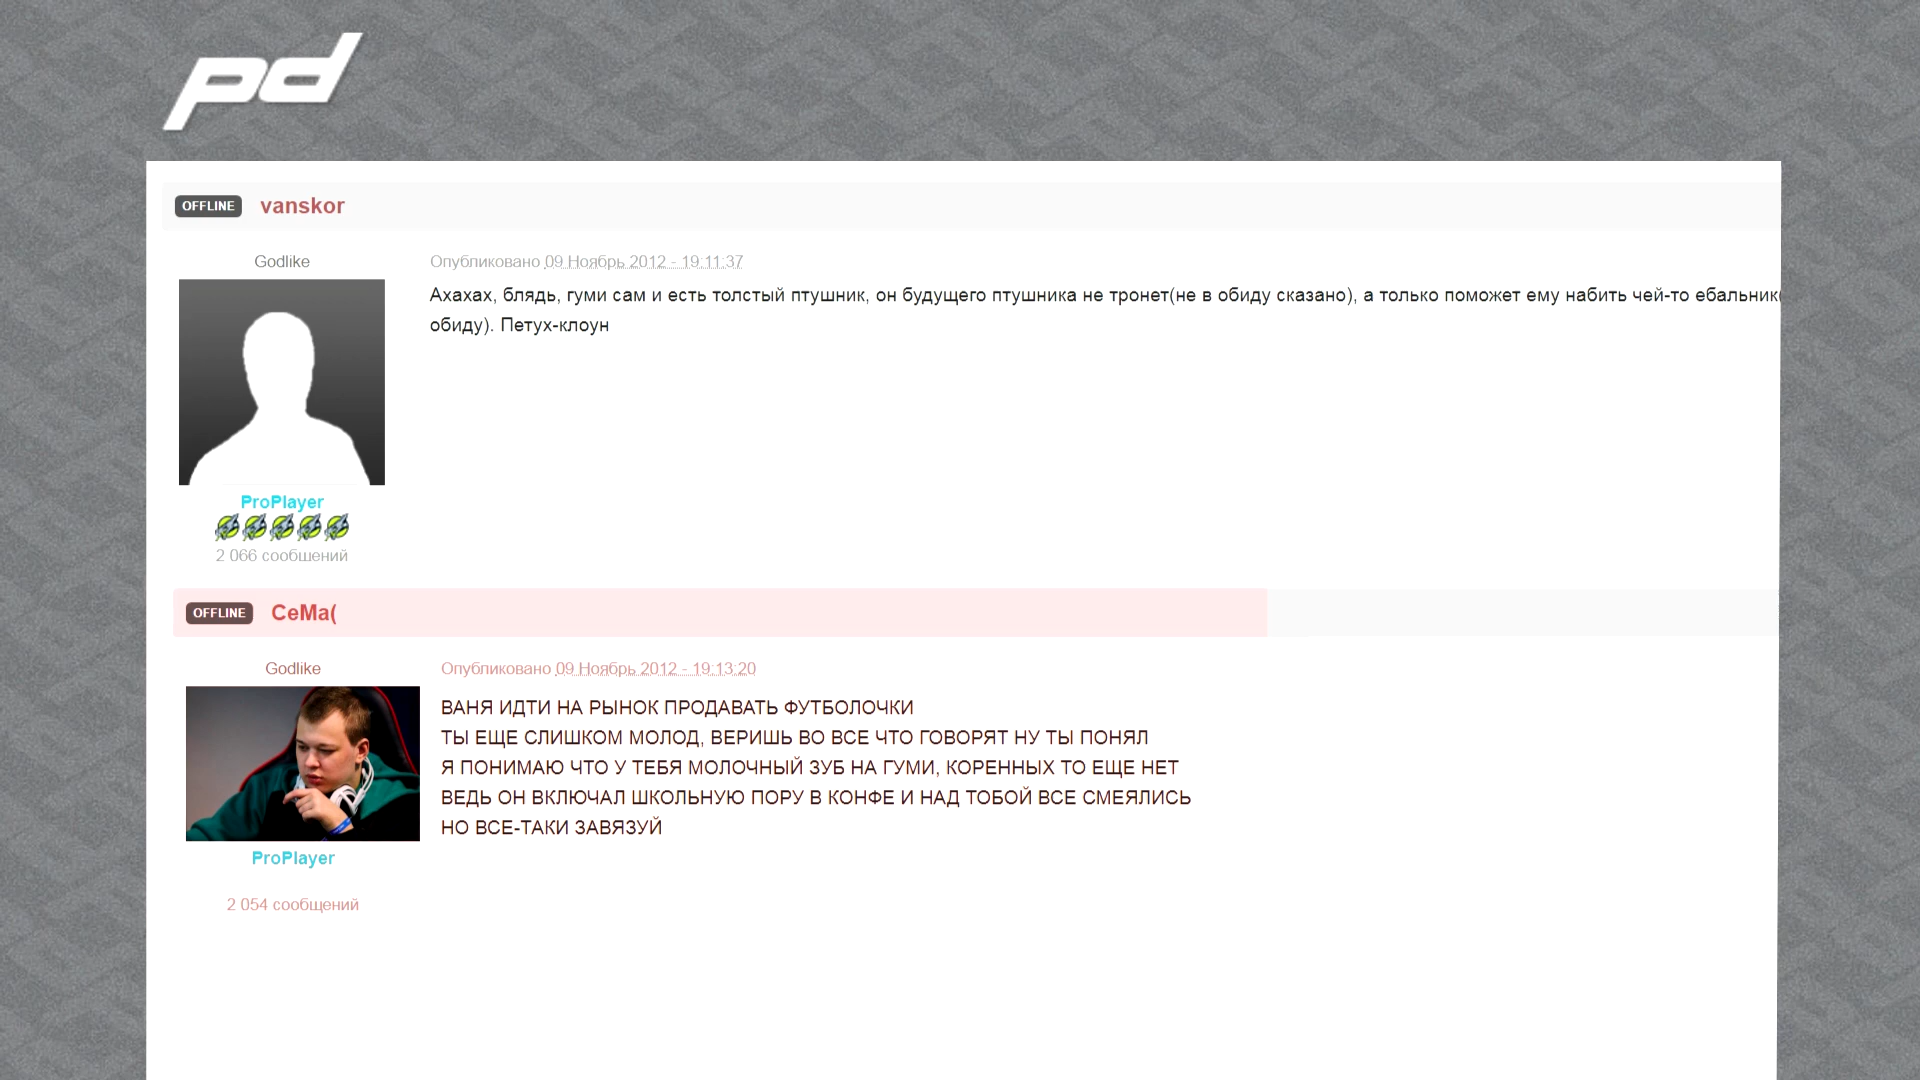 pd
OFFLINE vanskor
Godlike
Опубликовано 09 Ноябрь 2012 - 19:11:37
Ахахах, блядь, гуми сам и есть толстый птушник, он будущего птушника не тронет(не в обиду сказано), а только поможет ему набить чей-то ебальник(
обиду). Петух-клоун
ProPlayer
2 066 сообщений
OFFLINE CeMa(
Godlike
Опубликовано 09 Ноябрь 2012 - 19:13:20
ВАНЯ ИДТИ НА РЫНОК ПРОДАВАТЬ ФУТБОЛОЧКИ
ТЫ ЕЩЕ СЛИШКОМ МОЛОД, ВЕРИШЬ ВО ВСЕ ЧТО ГОВОРЯТ НУ ТЫ ПОНЯЛ
Я ПОНИМАЮ ЧТО У ТЕБЯ МОЛОЧНЫЙ ЗУБ НА ГУМИ, КОРЕННЫХ ТО ЕЩЕ НЕТ
ВЕДЬ ОН ВКЛЮЧАЛ ШКОЛЬНУЮ ПОРУ В КОНФЕ И НАД ТОБОЙ ВСЕ СМЕЯЛИСЬ
НО ВСЕ-ТАКИ ЗАВЯЗУЙ
ProPlayer
2 054 сообщений